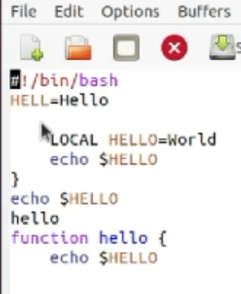 File Edit Options Buffers
#!/bin/bash
HELL=Hello
LOCAL HELLO=World
echo $HELLO
}
echo $HELLO
hello
function hello {
echo $HELLO